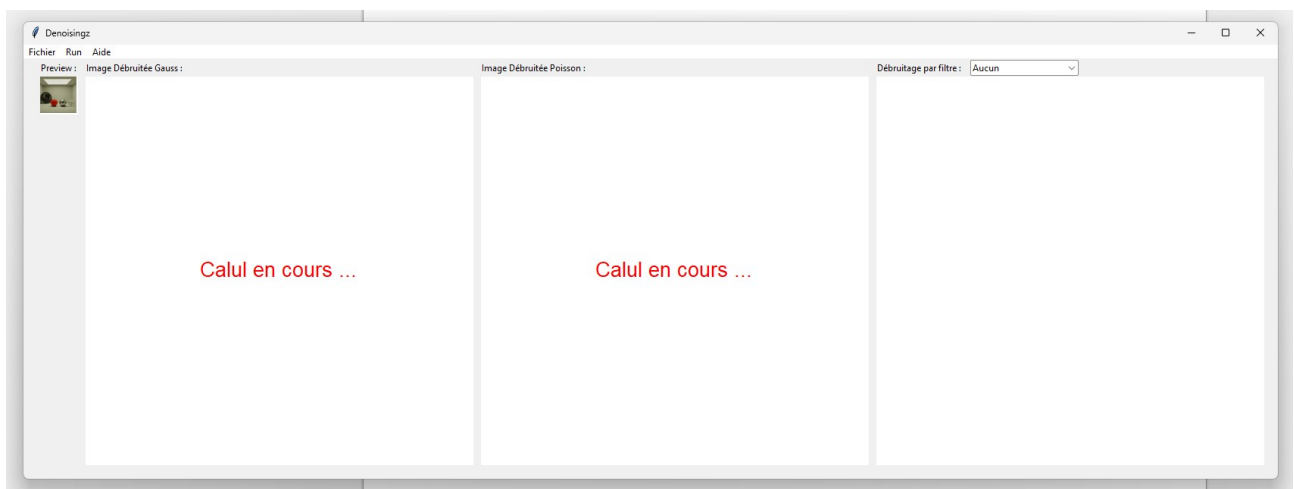 Denoisingz
Fichier Run Aide
Preview : Image Débruitée Gauss : Image Débruitée Poisson : Débruitage par filtre : Aucun
Calul en cours ... Calul en cours ...